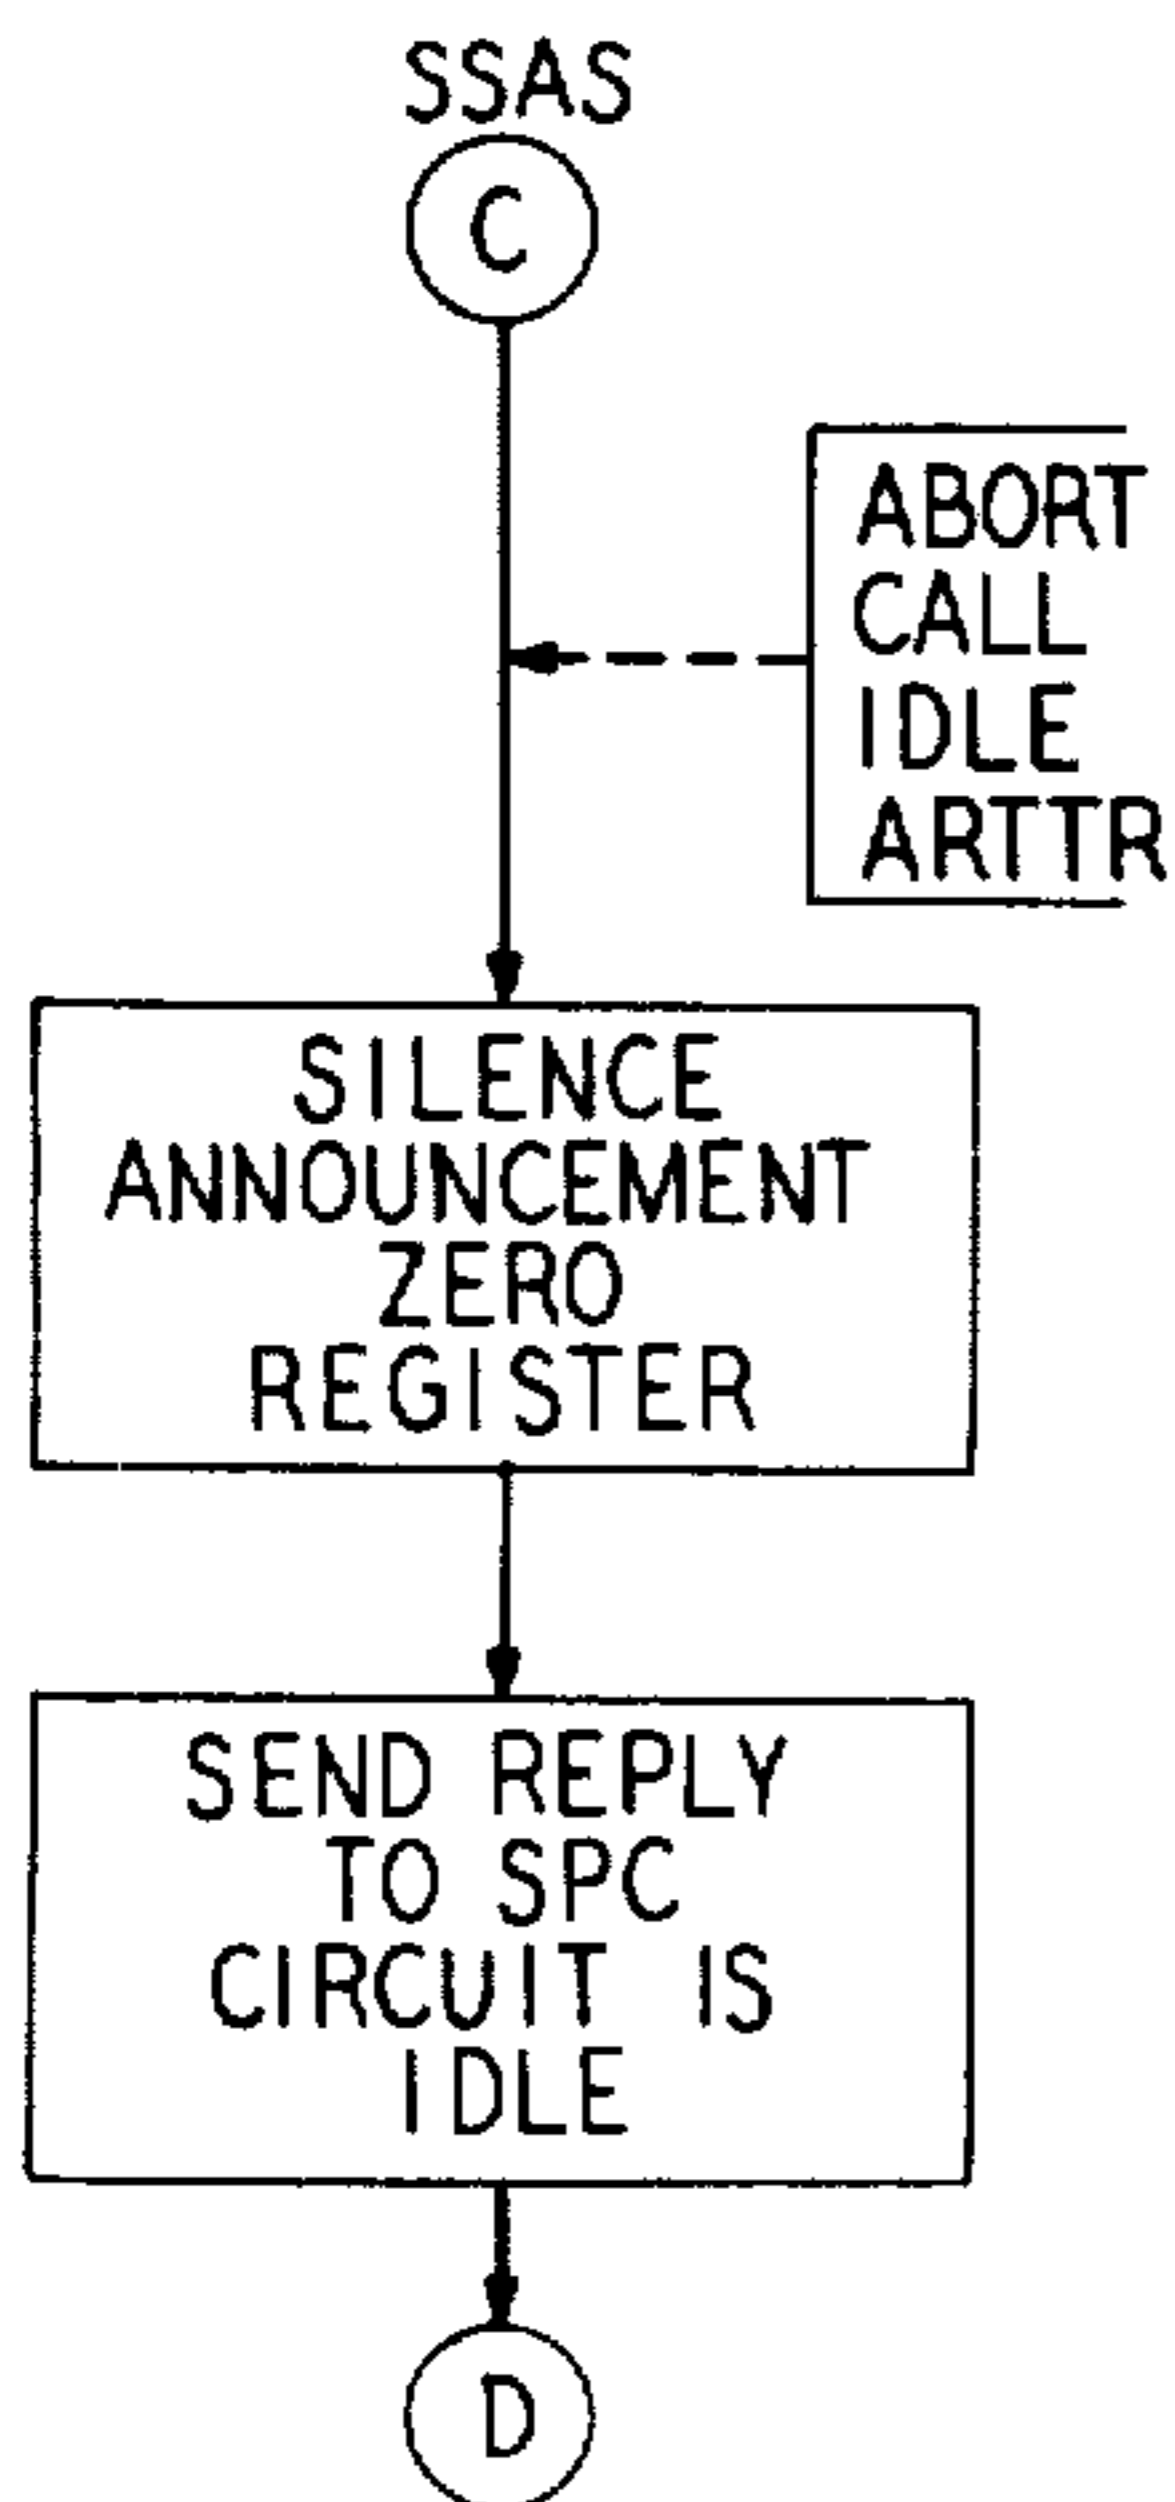 SSAS
C
ABORT
CALL
IDLE
ARTTR
SILENCE
ANNOUNCEMENT
ZERO
REGISTER
SEND REPLY
TO SPC
CIRCUIT IS
IDLE
D